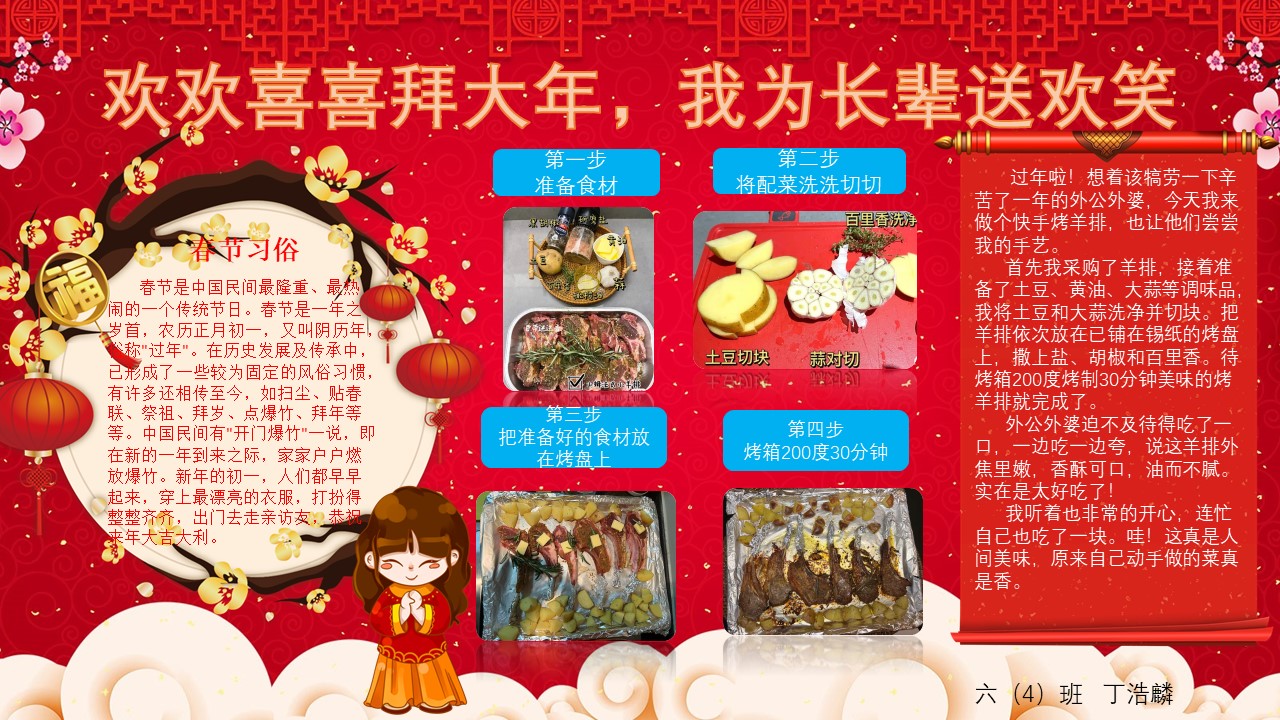 欢欢喜喜拜大年，我为长辈送欢笑
福
春节习俗
春节是中国民间最隆重、最热
闹的一个传统节日。春节是一年之
岁首，农历正月初一，又叫阴历年，
俗称"过年"。在历史发展及传承中，
已形成了一些较为固定的风俗习惯，
有许多还相传至今，如扫尘、贴春
联、祭祖、拜岁、点爆竹、拜年等
等。中国民间有"开门爆竹"一说，即
在新的一年到来之际，家家户户燃
放爆竹。新年的初一，人们都早早
起来，穿上最漂亮的衣服，打扮得
整整齐齐，出门去走亲访友，恭祝
来年大吉大利。
第一步
准备食材
黄油
第二步
将配菜洗洗切切
百里香洗净
土豆切块
蒜对切
第三步
把准备好的食材放
在烤盘上
第四步
烤箱200度30分钟
过年啦！想着该犒劳一下辛
苦了一年的外公外婆，今天我来
做个快手烤羊排，也让他们尝尝
我的手艺。
首先我采购了羊排，接着准
备了土豆、黄油、大蒜等调味品，
我将土豆和大蒜洗净并切块。把
羊排依次放在已铺在锡纸的烤盘
上，撒上盐、胡椒和百里香。待
烤箱200度烤制30分钟美味的烤
羊排就完成了。
外公外婆迫不及待得吃了一
口，一边吃一边夸，说这羊排外
焦里嫩，香酥可口，油而不腻。
实在是太好吃了！
我听着也非常的开心，连忙
自己也吃了一块。哇！这真是人
间美味，原来自己动手做的菜真
是香。
六（4）班 丁浩麟